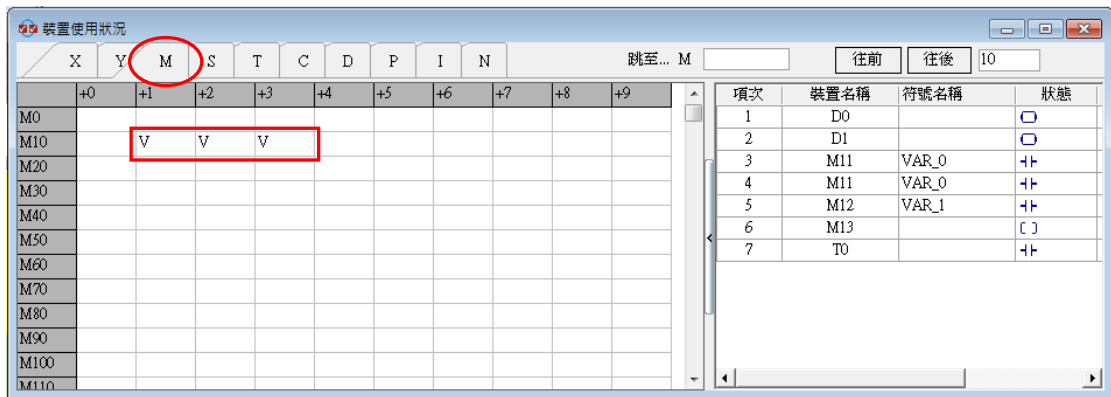 裝置使用狀況
X Y M S T C D P I N 跳至... M 往前 往後 10
+0 +1 +2 +3 +4 +5 +6 +7 +8 +9
M0
M10 V V V
M20
M30
M40
M50
M60
M70
M80
M90
M100
M110
項次 裝置名稱 符號名稱 狀態
1 D0
2 D1
3 M11 VAR_0
4 M11 VAR_0
5 M12 VAR_1
6 M13
7 T0